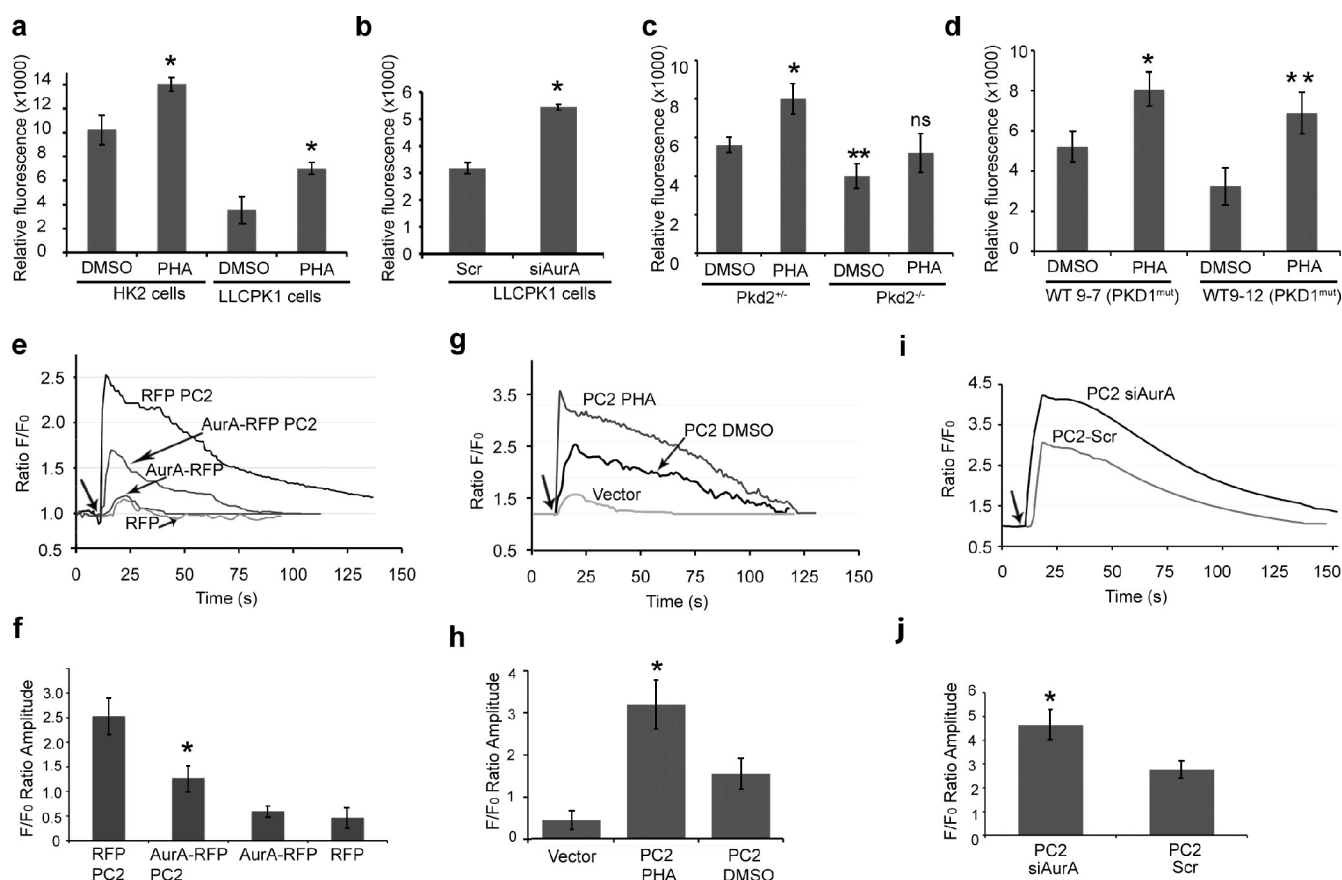 a
Relative fluorescence (x1000)
14
12
10
8
6
4
2
0
*
*
DMSO PHA DMSO PHA
HK2 cells LLCPK1 cells
b
Relative fluorescence (x1000)
6
5
4
3
2
1
0
*
Scr siAurA
LLCPK1 cells
c
Relative fluorescence (x1000)
10
8
6
4
2
0
*
**
ns
DMSO PHA DMSO PHA
Pkd2+/- Pkd2-/-
d
Relative fluorescence (x1000)
10
8
6
4
2
0
*
**
DMSO PHA DMSO PHA
WT 9-7 (PKD1mut) WT9-12 (PKD1mut)
e
Ratio F/F0
2.5
2.0
1.5
1.0
0.5
RFP PC2
AurA-RFP PC2
AurA-RFP
RFP
0 25 50 75 100 125 150
Time (s)
g
Ratio F/F0
3.5
2.5
1.5
0.5
PC2 PHA
PC2 DMSO
Vector
0 25 50 75 100 125 150
Time (s)
i
Ratio F/F0
4.5
3.5
2.5
1.5
0.5
PC2 siAurA
PC2-Scr
0 25 50 75 100 125 150
Time (s)
f
F/F0 Ratio Amplitude
3.0
2.5
2.0
1.5
1.0
0.5
0
*
RFP AurA-RFP AurA-RFP RFP
PC2 PC2
h
F/F0 Ratio Amplitude
4
3
2
1
0
*
Vector PC2 PC2
PHA DMSO
j
F/F0 Ratio Amplitude
6
5
4
3
2
1
0
*
PC2 PC2
siAurA Scr